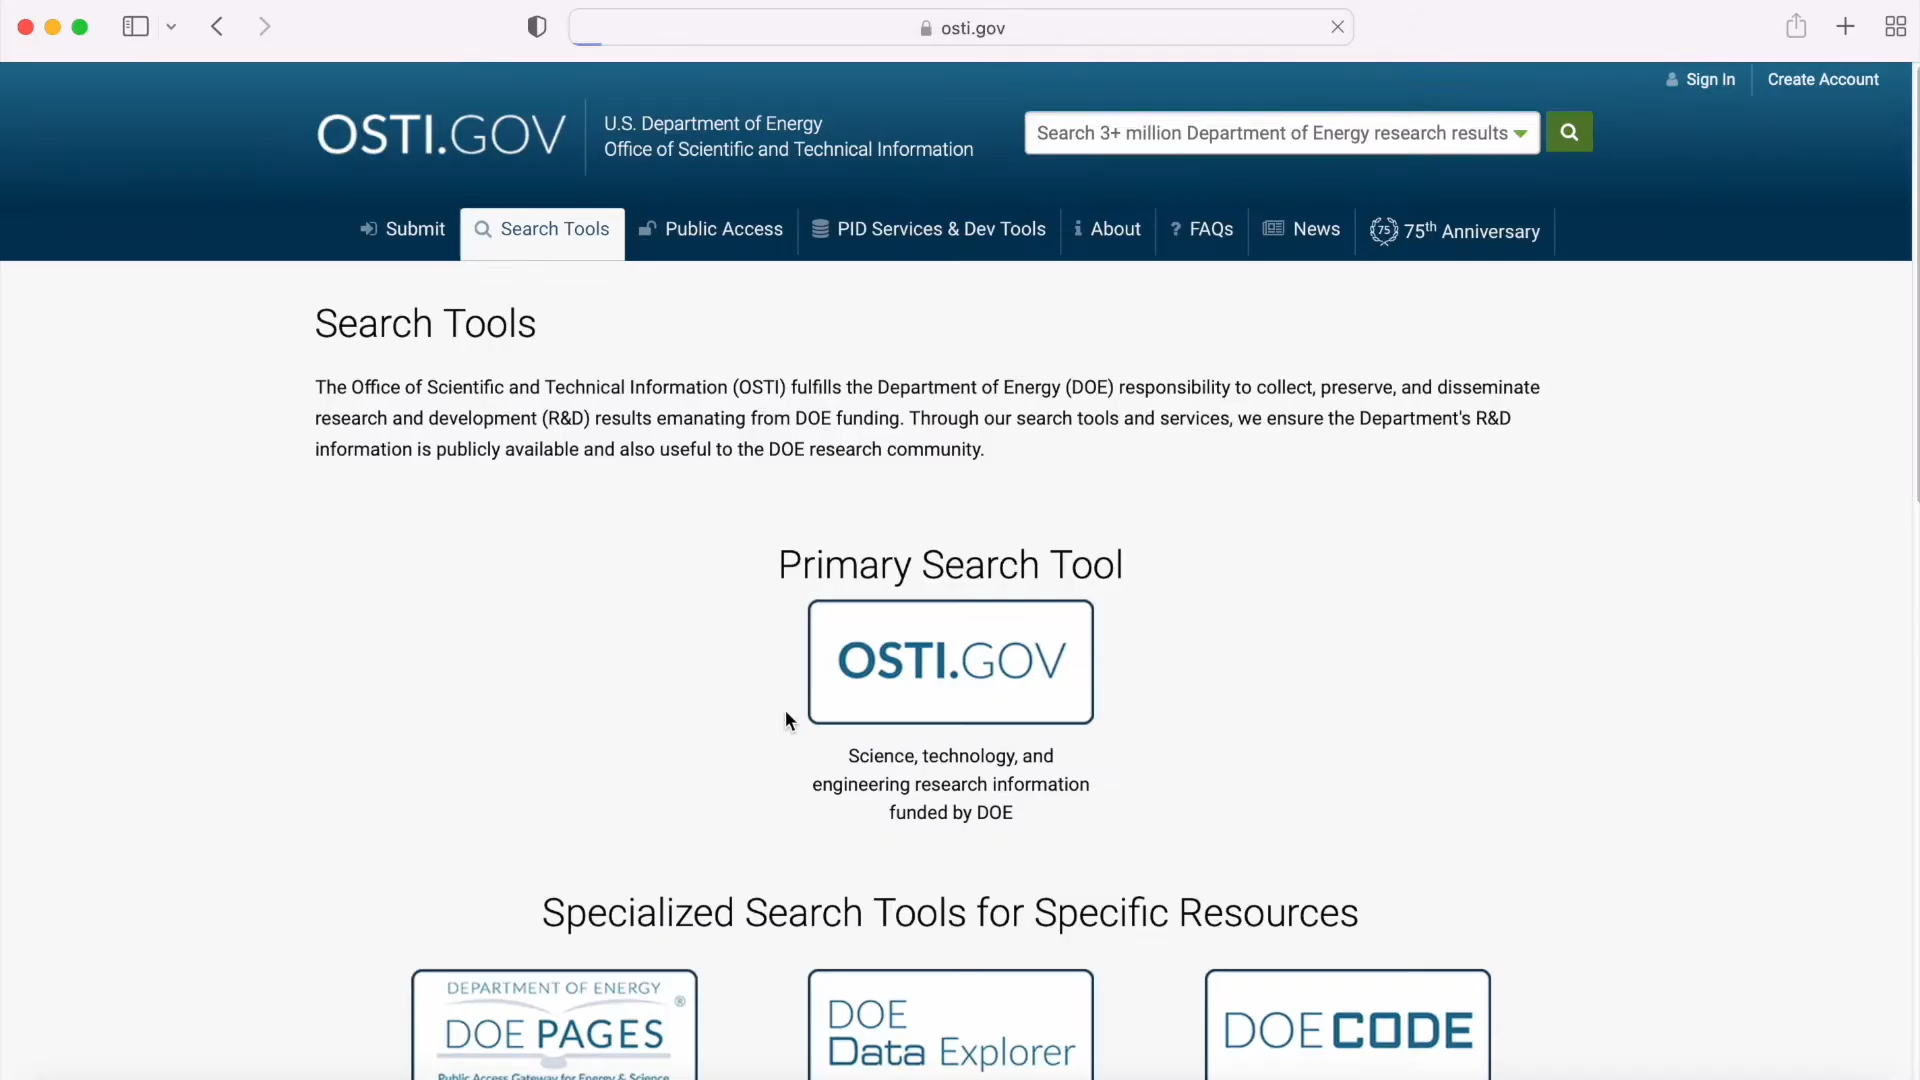 osti.gov
Sign In
Create Account
OSTI.GOV
U.S. Department of Energy
Office of Scientific and Technical Information
Search 3+ million Department of Energy research results
Submit
Search Tools
Public Access
PID Services & Dev Tools
About
FAQs
News
75
75th Anniversary
Search Tools
The Office of Scientific and Technical Information (OSTI) fulfills the Department of Energy (DOE) responsibility to collect, preserve, and disseminate
research and development (R&D) results emanating from DOE funding. Through our search tools and services, we ensure the Department's R&D
information is publicly available and also useful to the DOE research community.
Primary Search Tool
OSTI.GOV
Science, technology, and
engineering research information
funded by DOE
Specialized Search Tools for Specific Resources
DEPARTMENT OF ENERGY
DOE PAGES®
Public Access Gateway for Energy & Science
DOE
Data Explorer
DOECODE